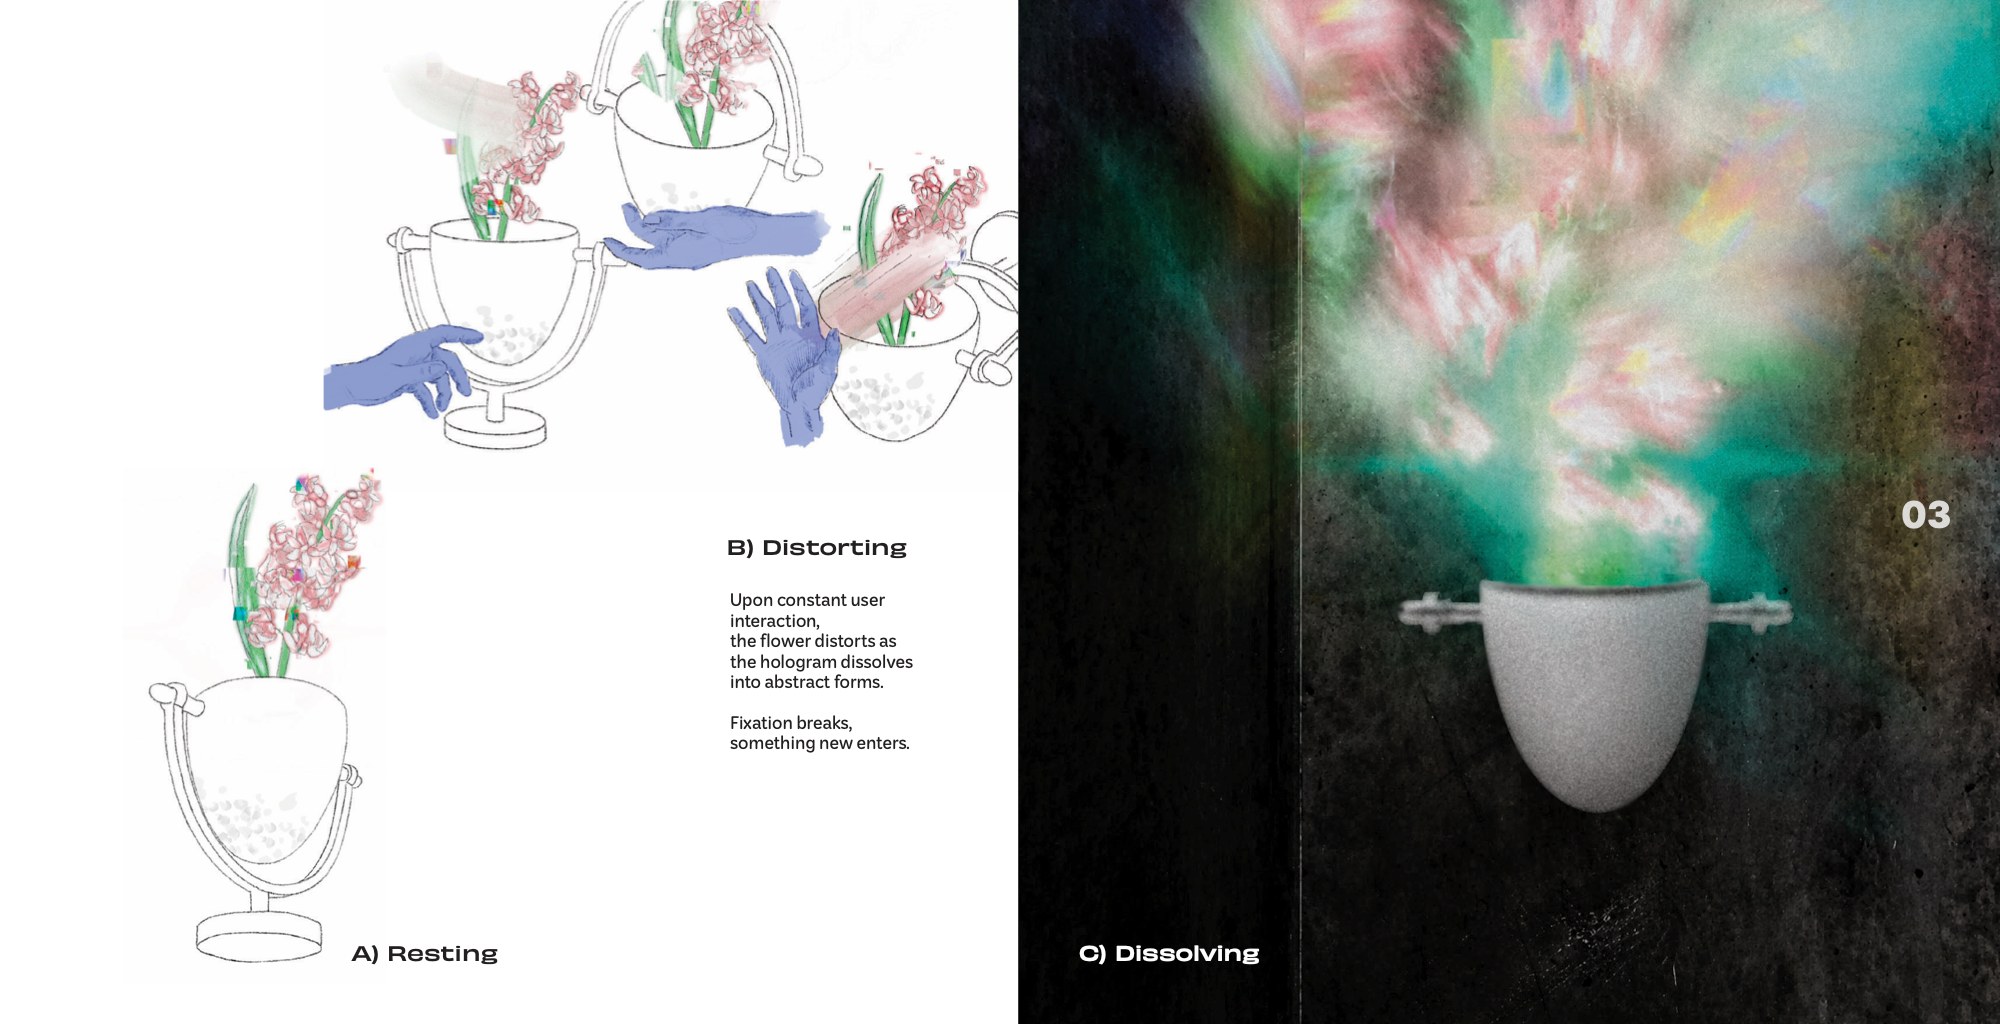 B) Distorting
Upon constant user
interaction,
the flower distorts as
the hologram dissolves
into abstract forms.
Fixation breaks,
something new enters.
A) Resting
C) Dissolving
03